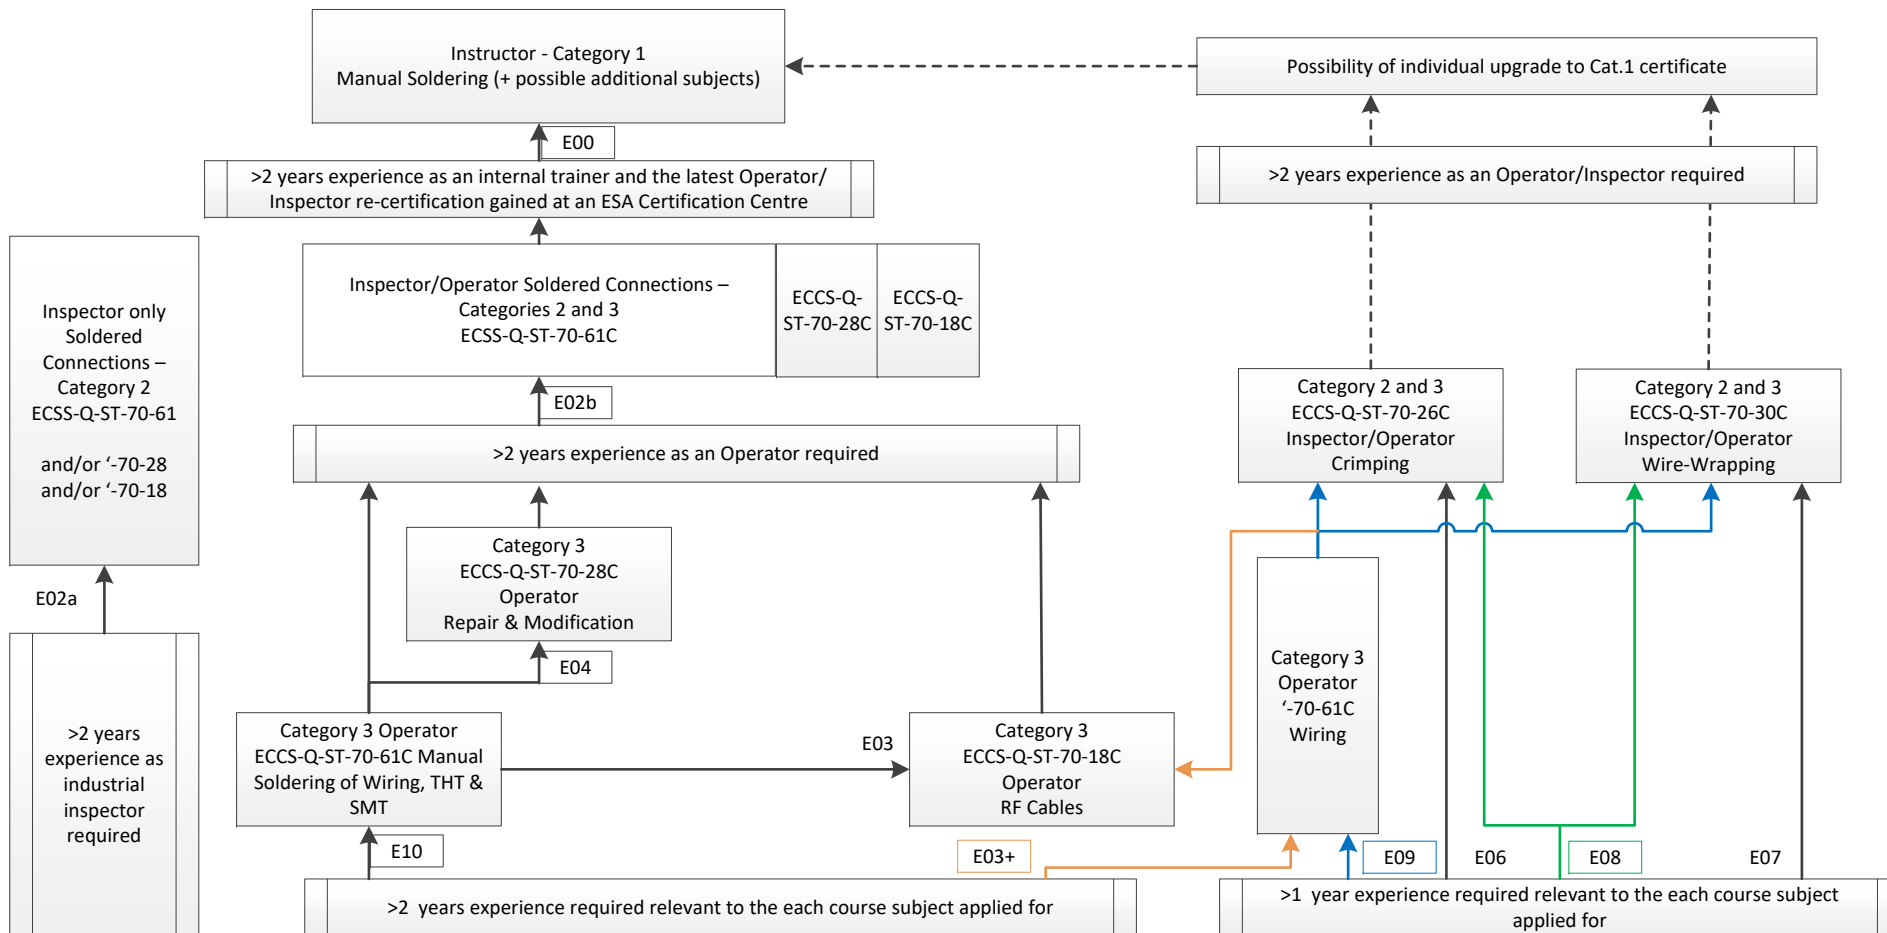 Instructor - Category 1
Manual Soldering (+ possible additional subjects)
Possibility of individual upgrade to Cat.1 certificate
E00
>2 years experience as an internal trainer and the latest Operator/
Inspector re-certification gained at an ESA Certification Centre
>2 years experience as an Operator/Inspector required
Inspector only
Soldered
Connections –
Category 2
ECSS-Q-ST-70-61
and/or ‘-70-28
and/or ‘-70-18
Inspector/Operator Soldered Connections –
Categories 2 and 3
ECSS-Q-ST-70-61C
ECCS-Q-
ST-70-28C
ECCS-Q-
ST-70-18C
Category 2 and 3
ECCS-Q-ST-70-26C
Inspector/Operator
Crimping
Category 2 and 3
ECCS-Q-ST-70-30C
Inspector/Operator
Wire-Wrapping
E02b
>2 years experience as an Operator required
Category 3
ECCS-Q-ST-70-28C
Operator
Repair & Modification
E02a
E04
>2 years
experience as
industrial
inspector
required
Category 3 Operator
ECCS-Q-ST-70-61C Manual
Soldering of Wiring, THT &
SMT
E03
Category 3
ECCS-Q-ST-70-18C
Operator
RF Cables
Category 3
Operator
‘-70-61C
Wiring
E10
E03+
E09
E06
E08
E07
>2  years experience required relevant to the each course subject applied for
>1  year experience required relevant to the each course subject
applied for